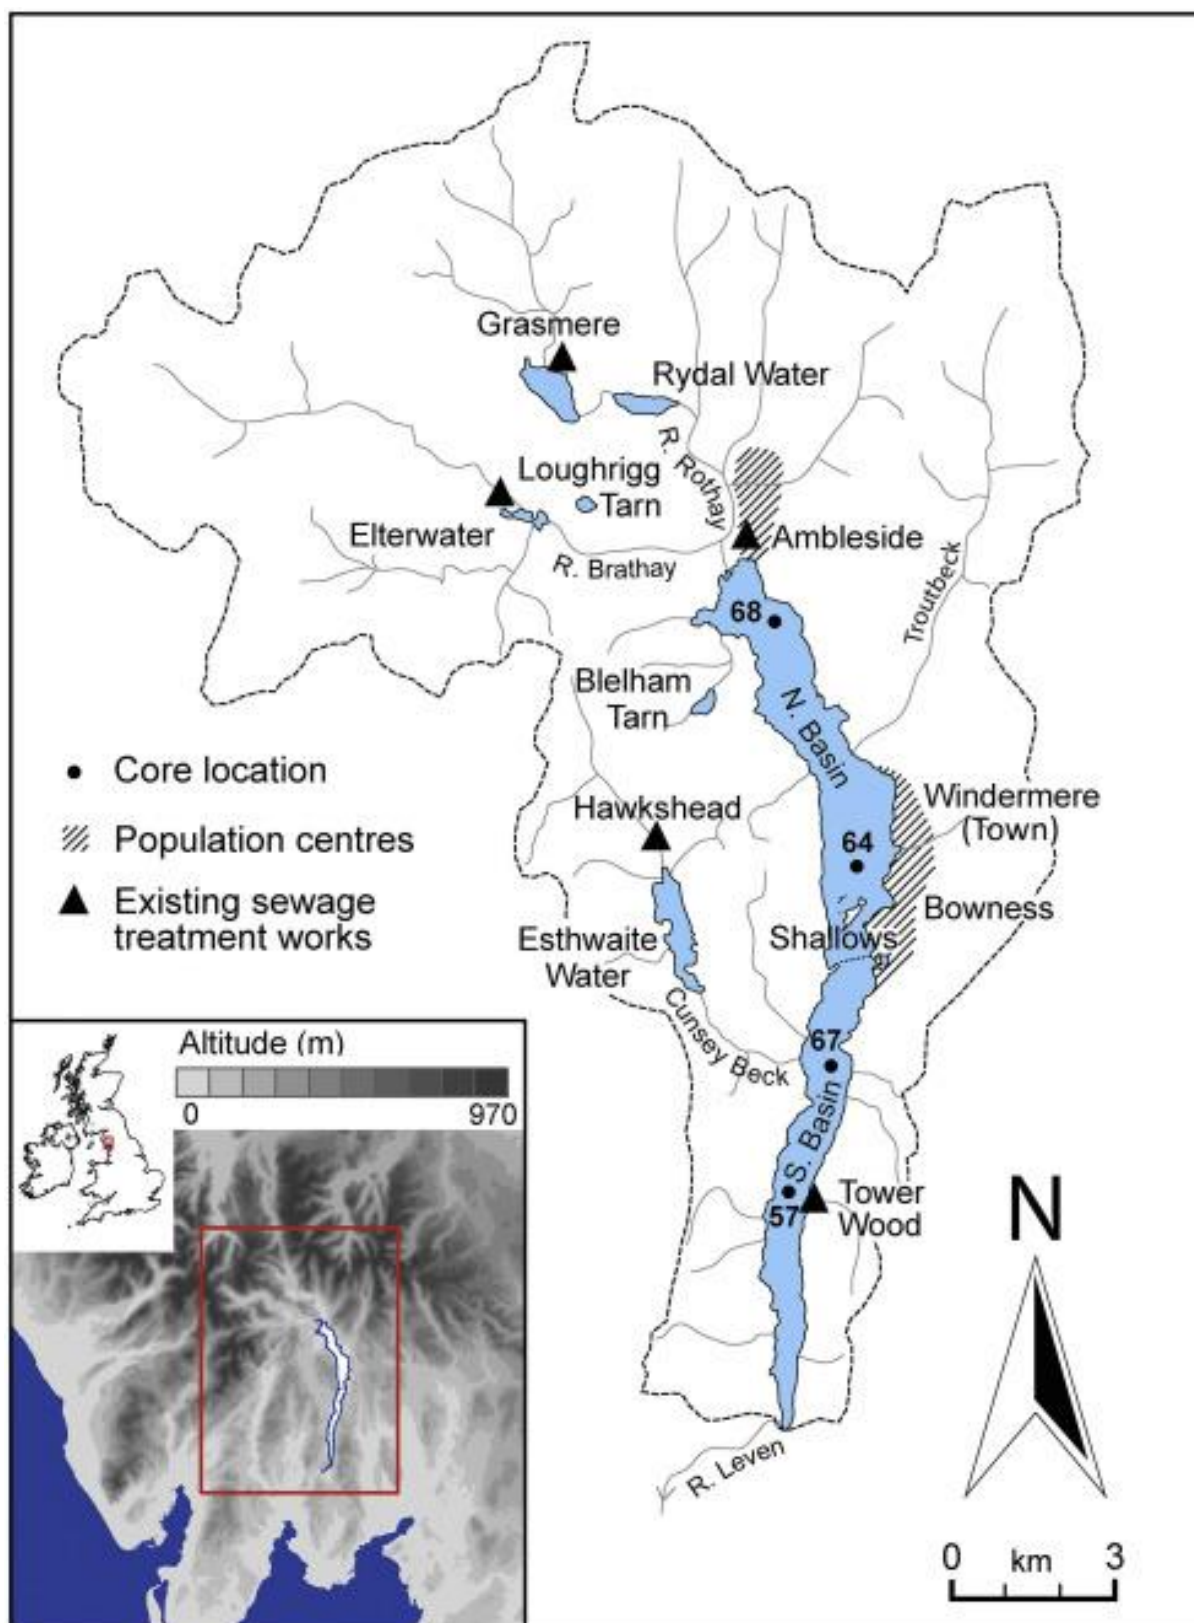 Grasmere
Rydal Water
R. Rothay
Loughrigg
Tarn
Elterwater
R. Brathay
Ambleside
Troutbeck
68
Blelham
Tarn
N. Basin
Core location
Population centres
Existing sewage
treatment works
Hawkshead
Windermere
(Town)
64
Bowness
Shallows
Esthwaite
Water
Cunsey Beck
67
S. Basin
57
Tower
Wood
R. Leven
Altitude (m)
0 970
N
0 km 3